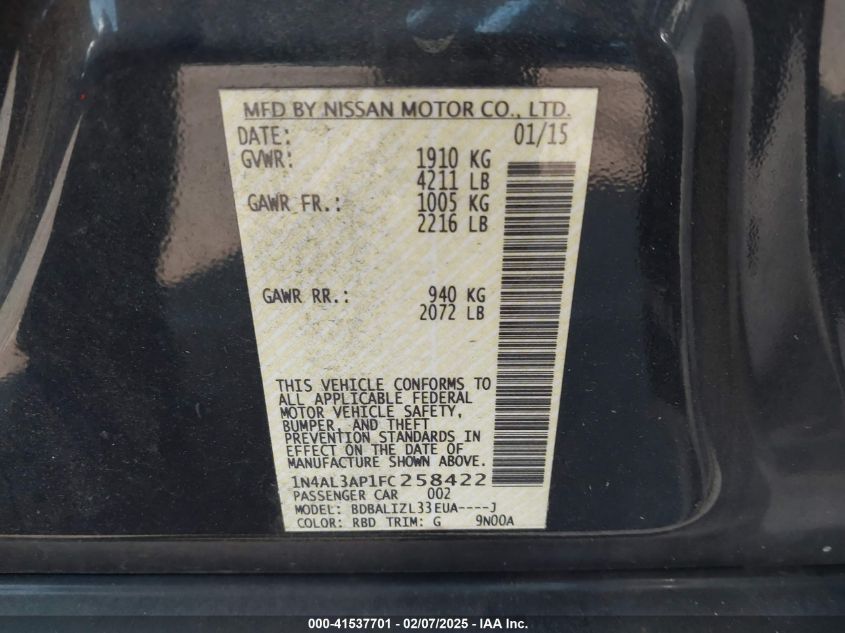 MFD BY NISSAN MOTOR CO., LTD.
DATE: 01/15
GVWR: 1910 KG
4211 LB
GAWR FR.: 1005 KG
2216 LB
GAWR RR.: 940 KG
2072 LB
THIS VEHICLE CONFORMS TO
ALL APPLICABLE FEDERAL
MOTOR VEHICLE SAFETY,
BUMPER, AND THEFT
PREVENTION STANDARDS IN
EFFECT ON THE DATE OF
MANUFACTURE SHOWN ABOVE.
1N4AL3AP1FC258422
PASSENGER CAR 002
MODEL: BDBALIZL33EUA----J
COLOR: RBD TRIM: G 9N00A
000-41537701 - 02/07/2025 - IAA Inc.